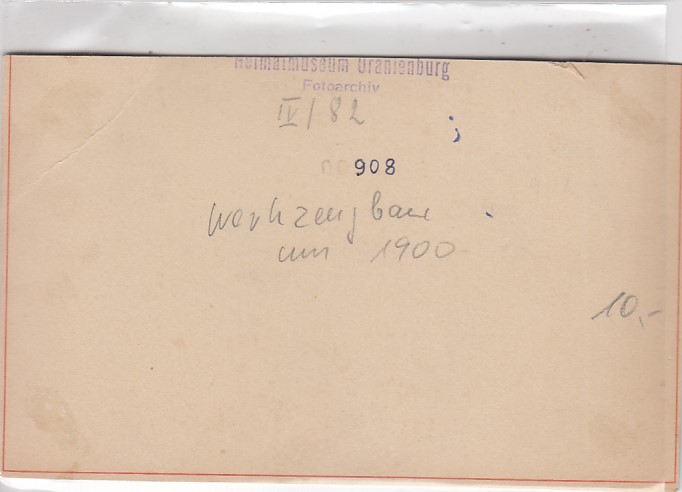 Heimatmuseum Oranienburg
Fotoarchiv
IV/82
908
Werkzeugbau
um 1900
10,-